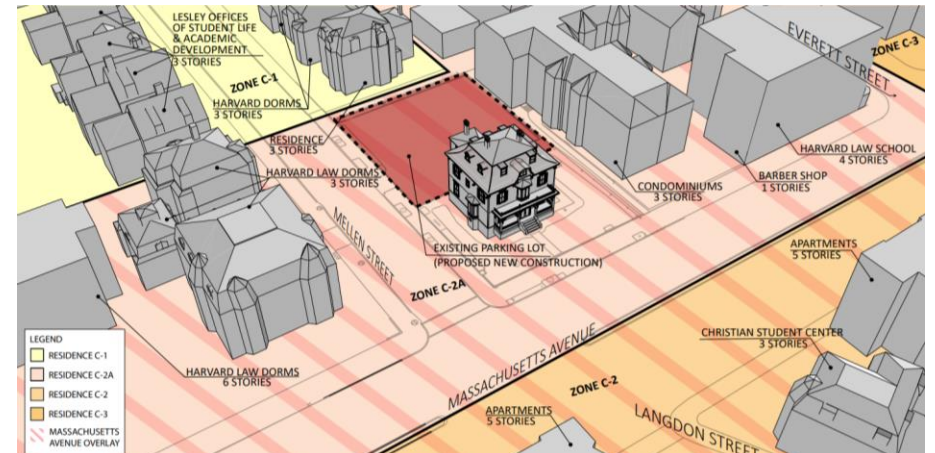 LESLEY OFFICES
OF STUDENT LIFE
& ACADEMIC
DEVELOPMENT
3 STORIES
ZONE C-1
HARVARD DORMS
3 STORIES
RESIDENCE
3 STORIES
HARVARD LAW DORMS
3 STORIES
EVERETT STREET
ZONE C-3
HARVARD LAW SCHOOL
4 STORIES
BARBER SHOP
1 STORIES
CONDOMINIUMS
3 STORIES
MELLEN STREET
EXISTING PARKING LOT
(PROPOSED NEW CONSTRUCTION)
ZONE C-2A
APARTMENTS
5 STORIES
MASSACHUSETTS AVENUE
CHRISTIAN STUDENT CENTER
3 STORIES
HARVARD LAW DORMS
6 STORIES
ZONE C-2
APARTMENTS
5 STORIES
LANGDON STREET
LEGEND
RESIDENCE C-1
RESIDENCE C-2A
RESIDENCE C-2
RESIDENCE C-3
MASSACHUSETTS
AVENUE OVERLAY